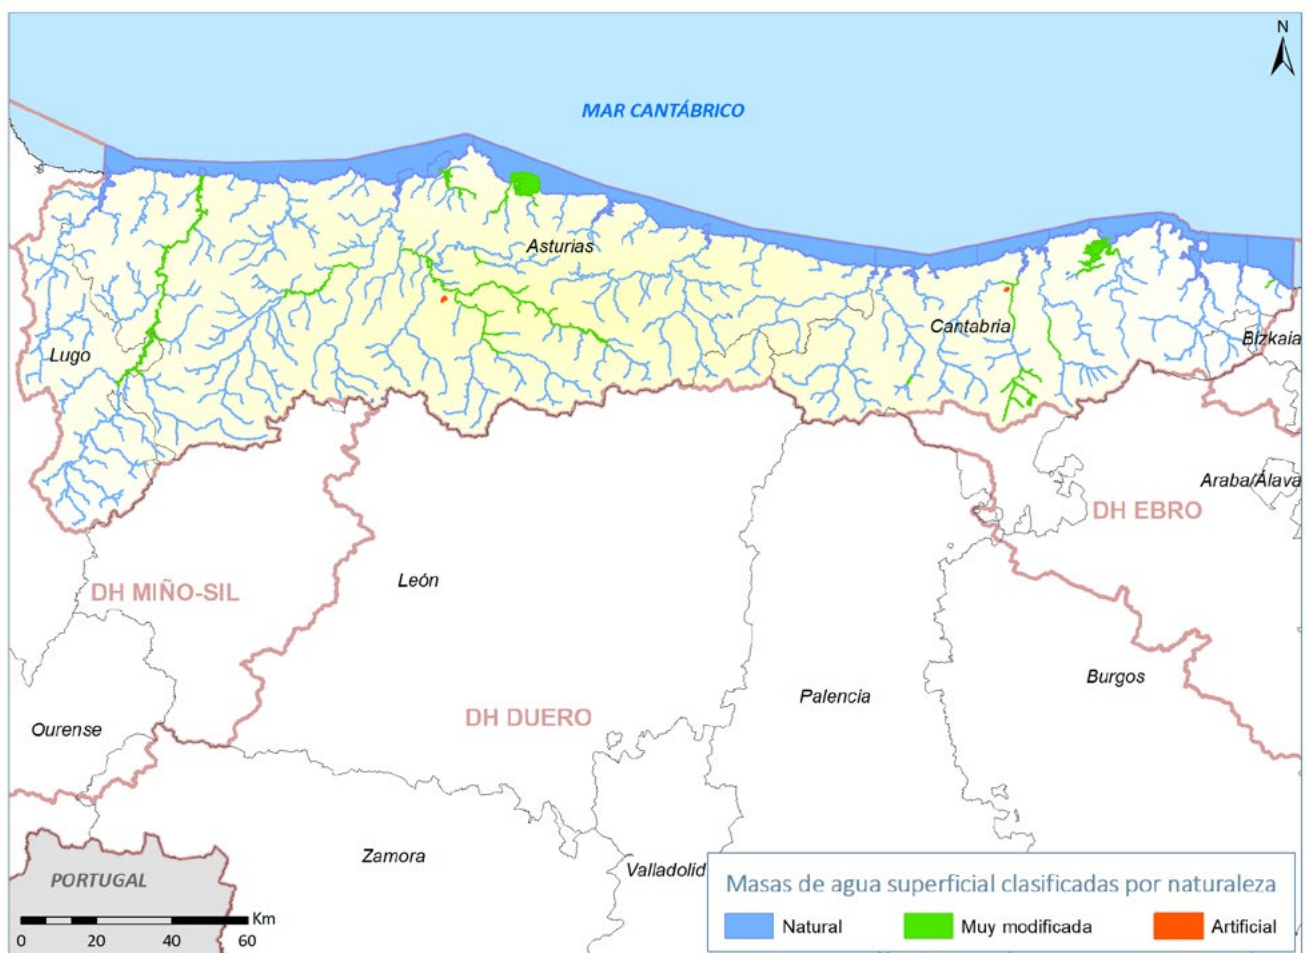 N
MAR CANTÁBRICO
Asturias
Cantabria
Bizkaia
Lugo
Araba/Álava
DH EBRO
León
DH MIÑO-SIL
Burgos
Palencia
DH DUERO
Ourense
Zamora
Valladolid
PORTUGAL
Km
0 20 40 60
Masas de agua superficial clasificadas por naturaleza
Natural Muy modificada Artificial